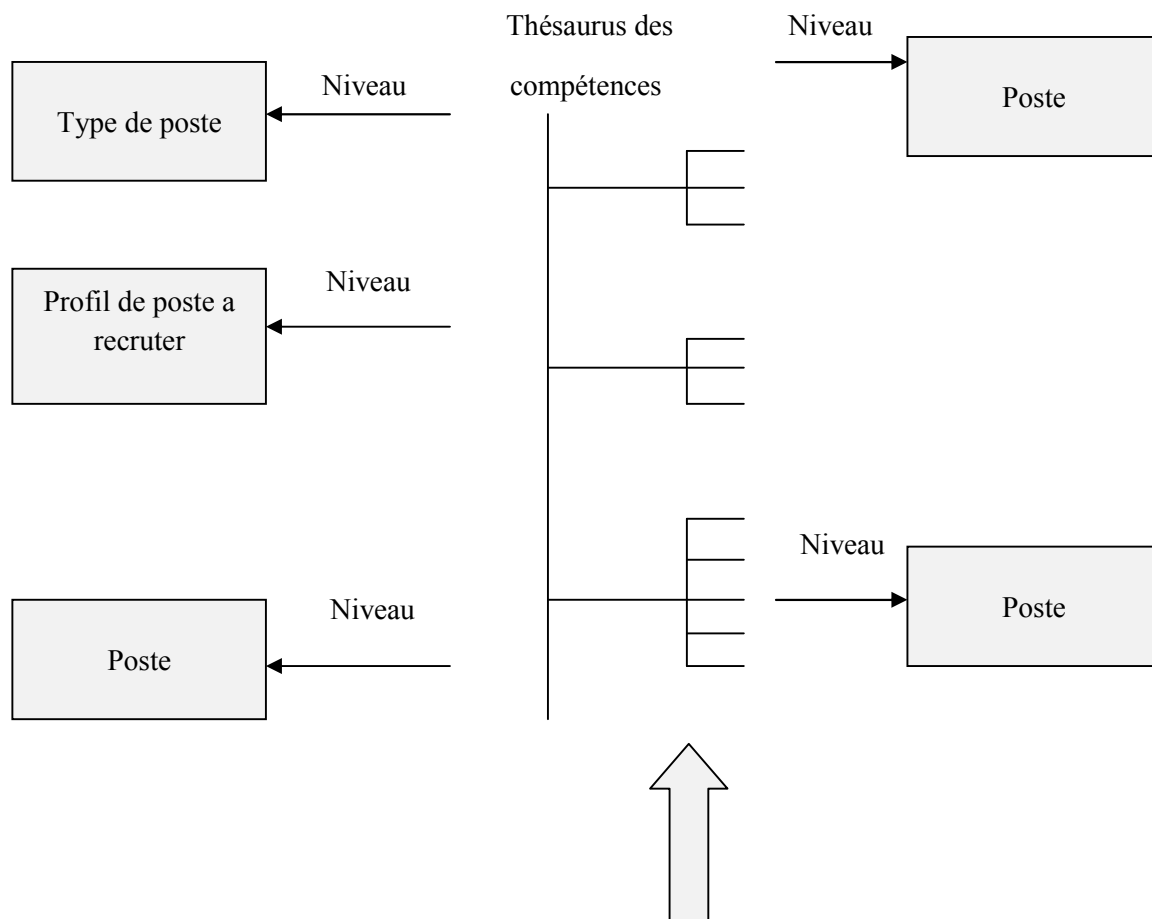 Thésaurus des
compétences
Niveau
Poste
Niveau
Type de poste
Niveau
Profil de poste a
recruter
Niveau
Poste
Niveau
Poste